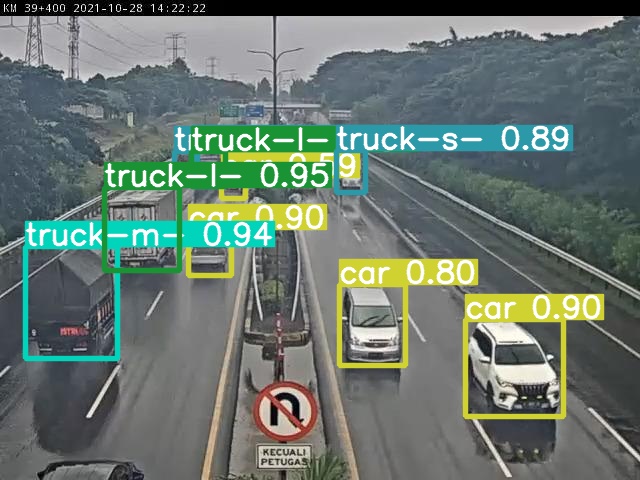 KM 39+400 2021-10-28 14:22:22
truck-l-
truck-s- 0.89
truck-l- 0.95
car 0.90
truck-m- 0.94
car 0.80
car 0.90
KECUALI
PETUGAS